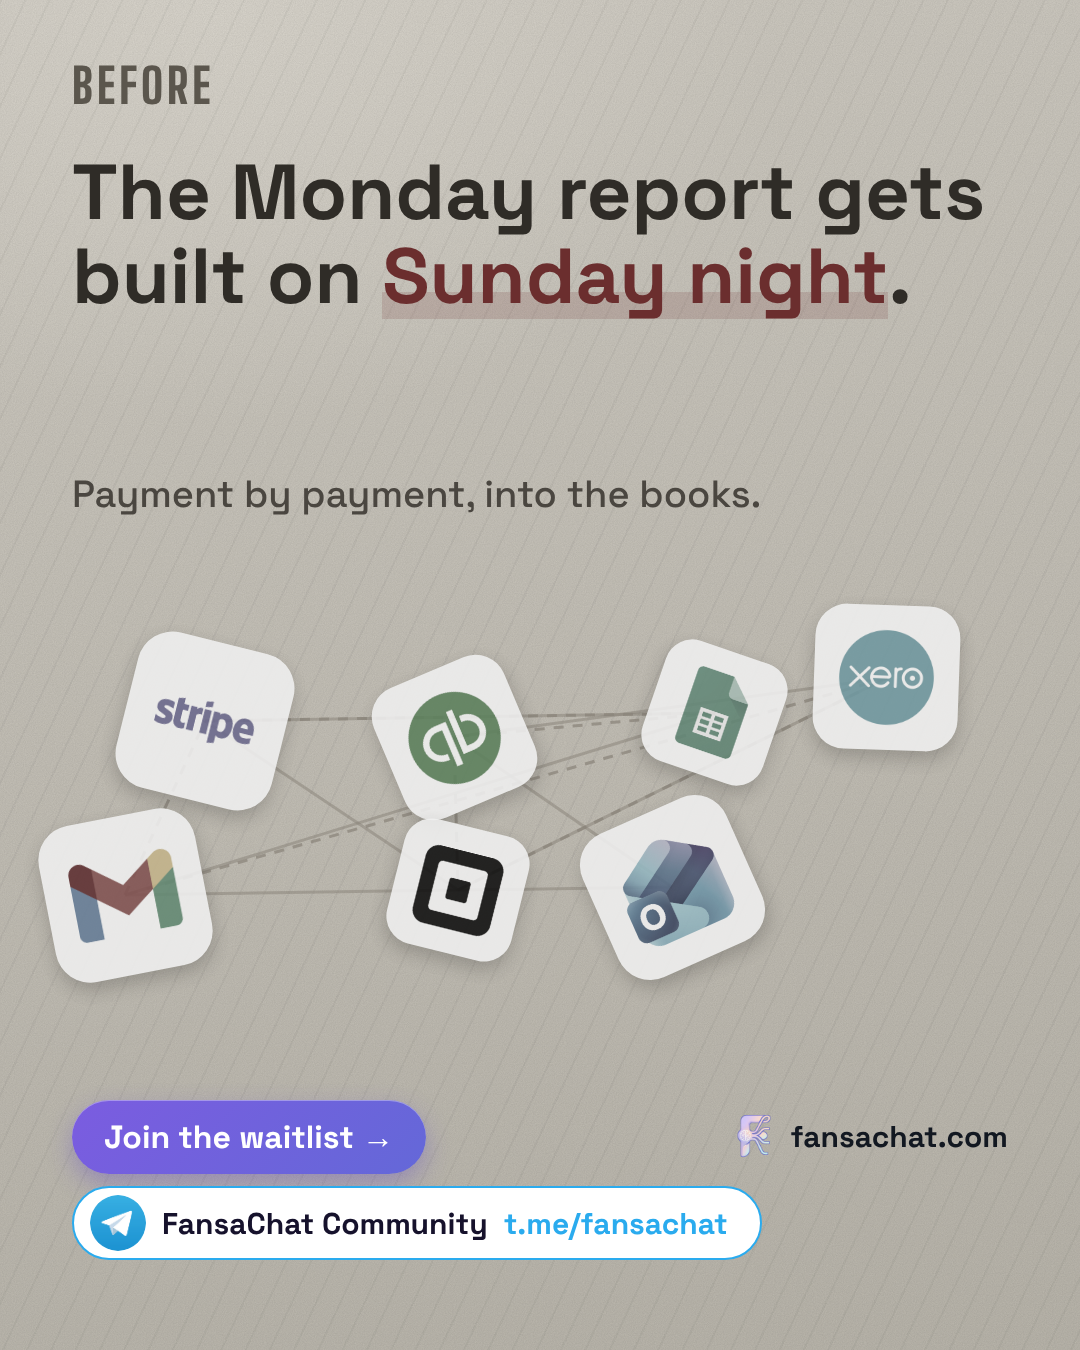 BEFORE
The Monday report gets
built on Sunday night.
Payment by payment, into the books.
stripe
qb
xero
O
Join the waitlist →
fansachat.com
FansaChat Community t.me/fansachat